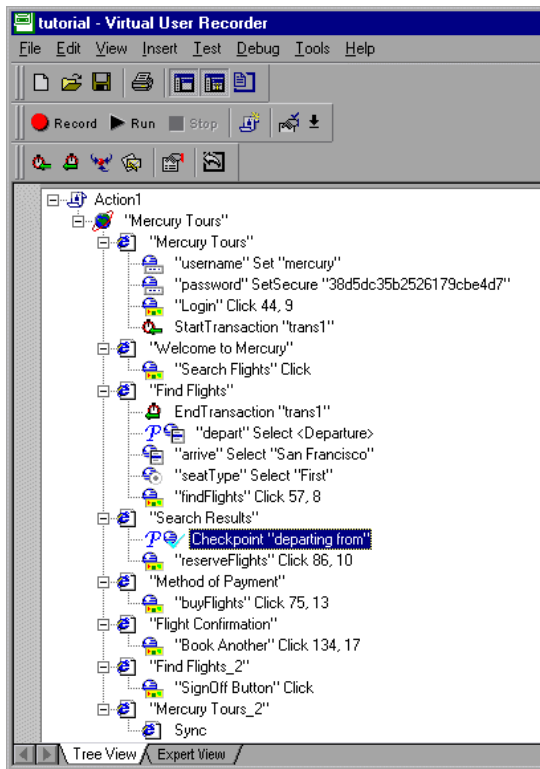 tutorial - Virtual User Recorder
File Edit View Insert Test Debug Tools Help
Record Run Stop
Action1
"Mercury Tours"
"Mercury Tours"
"username" Set "mercury"
"password" SetSecure "38d5dc35b2526179cbe4d7"
"Login" Click 44, 9
StartTransaction "trans1"
"Welcome to Mercury"
"Search Flights" Click
"Find Flights"
EndTransaction "trans1"
P "depart" Select <Departure>
"arrive" Select "San Francisco"
"seatType" Select "First"
"findFlights" Click 57, 8
"Search Results"
P Checkpoint "departing from"
"reserveFlights" Click 86, 10
"Method of Payment"
"buyFlights" Click 75, 13
"Flight Confirmation"
"Book Another" Click 134, 17
"Find Flights_2"
"SignOff Button" Click
"Mercury Tours_2"
Sync
Tree View Expert View